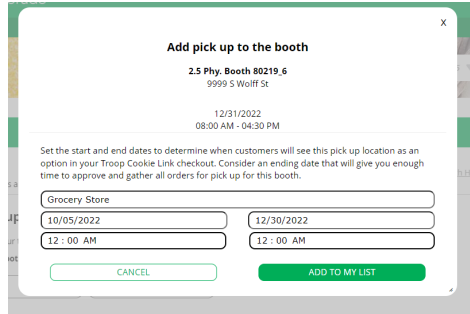 X
Add pick up to the booth
2.5 Phy. Booth 80219_6
9999 S Wolff St
12/31/2022
08:00 AM - 04:30 PM
Set the start and end dates to determine when customers will see this pick up location as an
option in your Troop Cookie Link checkout. Consider an ending date that will give you enough
time to approve and gather all orders for pick up for this booth.
Grocery Store
10/05/2022
12/30/2022
12 : 00 AM
12 : 00 AM
CANCEL
ADD TO MY LIST